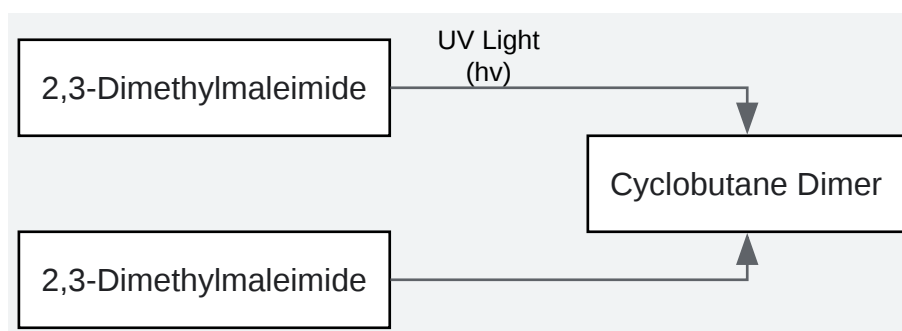 UV Light
(hv)
2,3-Dimethylmaleimide
Cyclobutane Dimer
2,3-Dimethylmaleimide